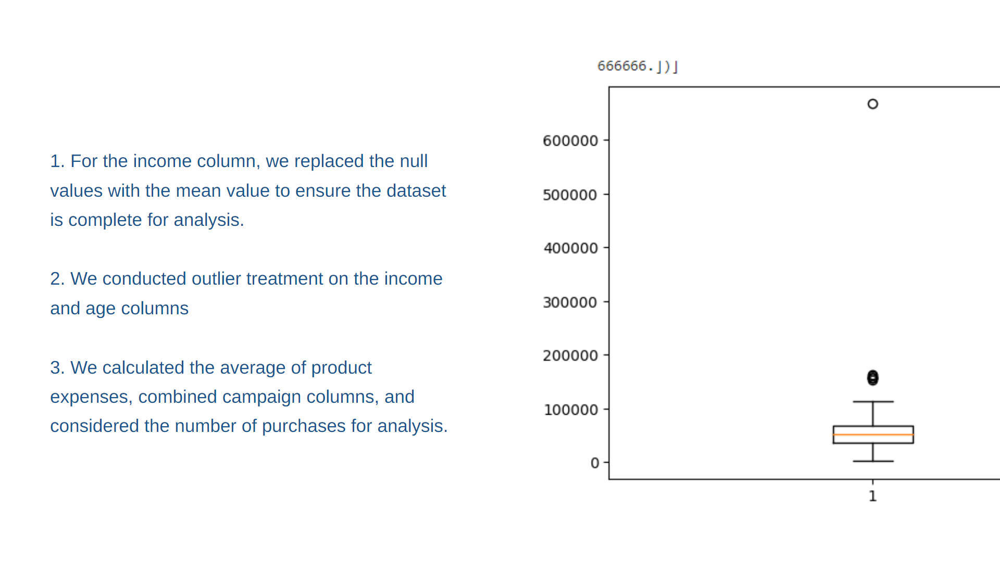 1. For the income column, we replaced the null
values with the mean value to ensure the dataset
is complete for analysis.
2. We conducted outlier treatment on the income
and age columns
3. We calculated the average of product
expenses, combined campaign columns, and
considered the number of purchases for analysis.
666666.])]
600000
500000
400000
300000
200000
100000
0
1